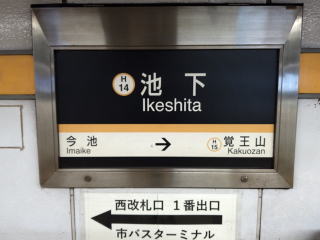 H
14
池下
Ikeshita
今池
Imaike
H
15
覚王山
Kakuozan
西改札口 1番出口
市バスターミナル